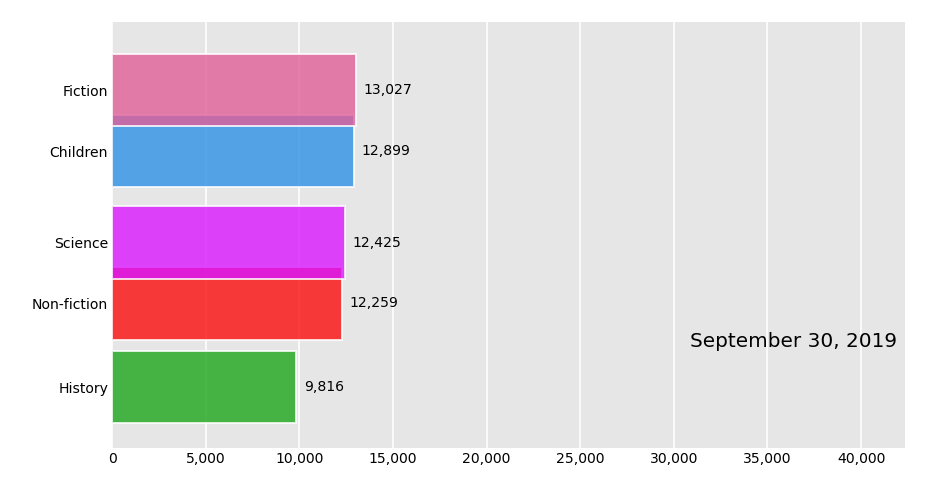 Fiction 13,027
Children 12,899
Science 12,425
Non-fiction 12,259
September 30, 2019
History 9,816
0 5,000 10,000 15,000 20,000 25,000 30,000 35,000 40,000